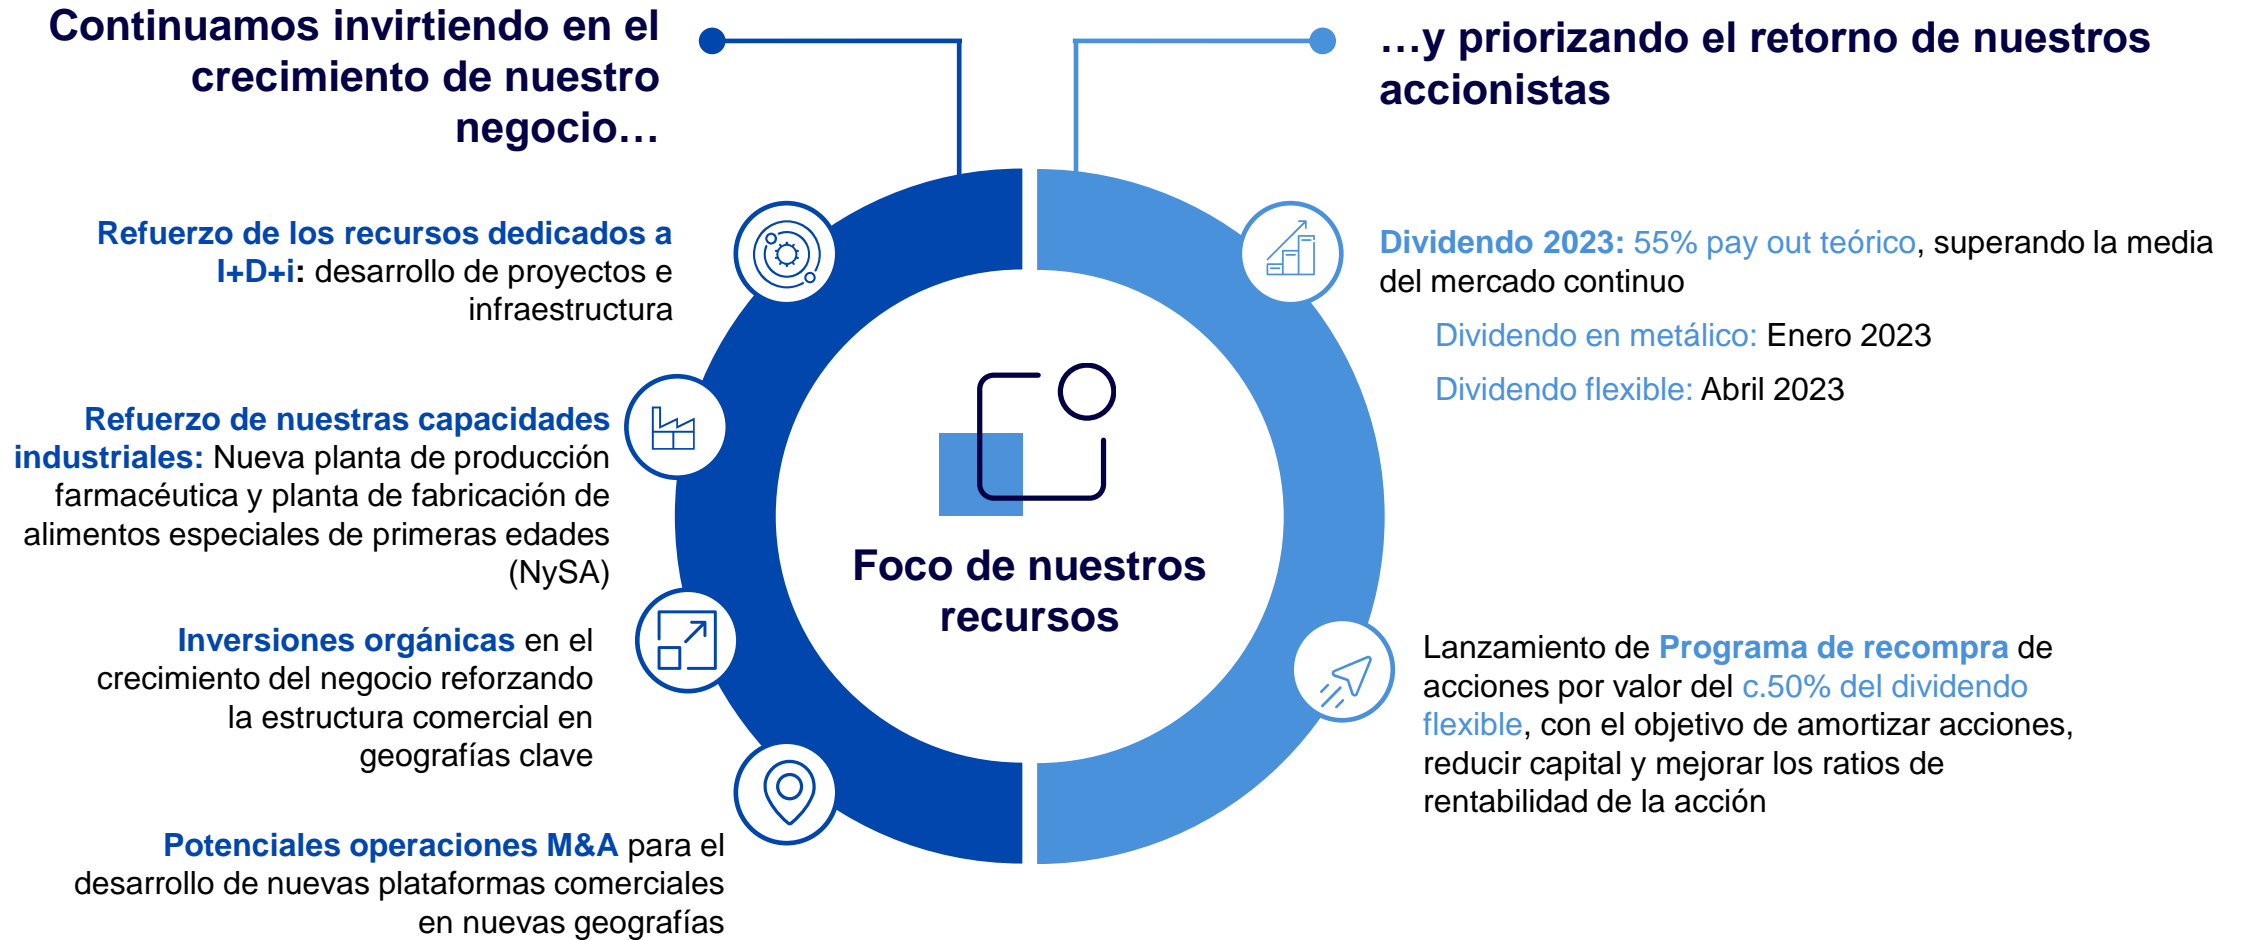 Continuamos invirtiendo en el
crecimiento de nuestro
negocio…
Refuerzo de los recursos dedicados a
I+D+i: desarrollo de proyectos e
infraestructura
Refuerzo de nuestras capacidades
industriales: Nueva planta de producción
farmacéutica y planta de fabricación de
alimentos especiales de primeras edades
(NySA)
Inversiones orgánicas en el
crecimiento del negocio reforzando
la estructura comercial en
geografías clave
Potenciales operaciones M&A para el
desarrollo de nuevas plataformas comerciales
en nuevas geografías
Foco de nuestros
recursos
…y priorizando el retorno de nuestros
accionistas
Dividendo 2023: 55% pay out teórico, superando la media
del mercado continuo
Dividendo en metálico: Enero 2023
Dividendo flexible: Abril 2023
Lanzamiento de Programa de recompra de
acciones por valor del c.50% del dividendo
flexible, con el objetivo de amortizar acciones,
reducir capital y mejorar los ratios de
rentabilidad de la acción